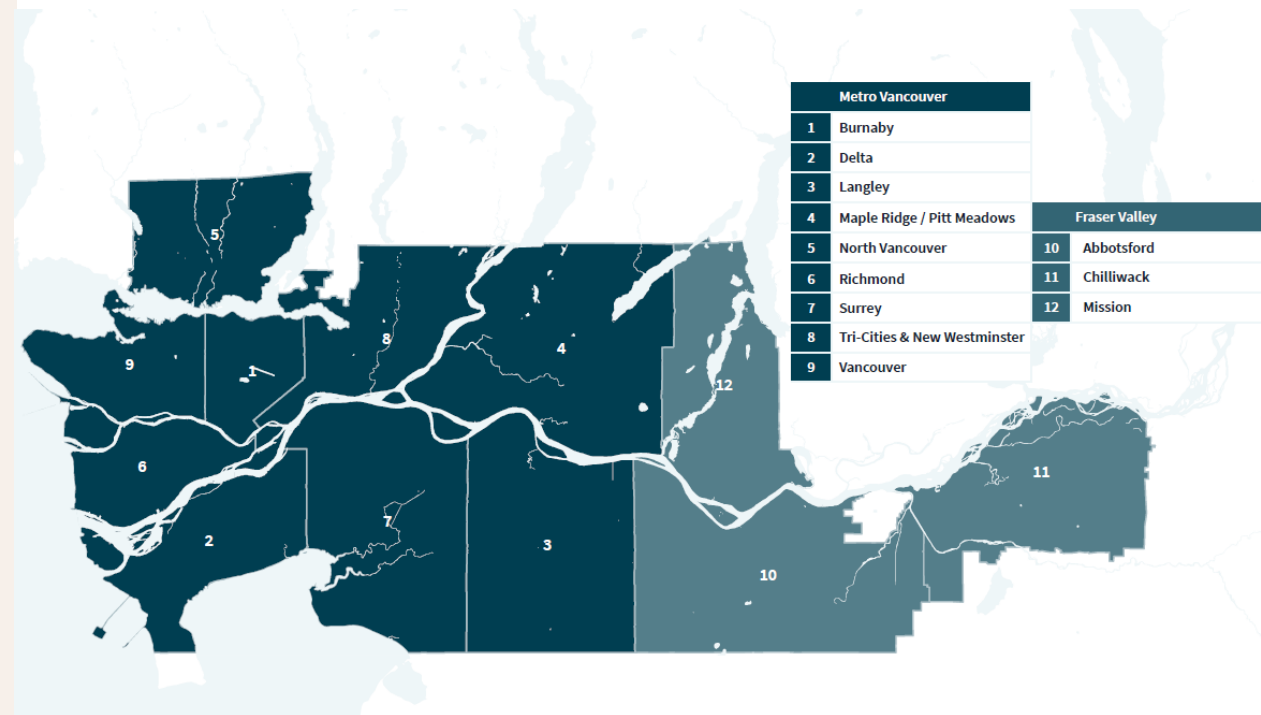 Metro Vancouver
1 Burnaby
2 Delta
3 Langley
4 Maple Ridge / Pitt Meadows
5 North Vancouver
6 Richmond
7 Surrey
8 Tri-Cities & New Westminster
9 Vancouver
Fraser Valley
10 Abbotsford
11 Chilliwack
12 Mission
5
8
4
9
1
12
6
11
7
2
3
10